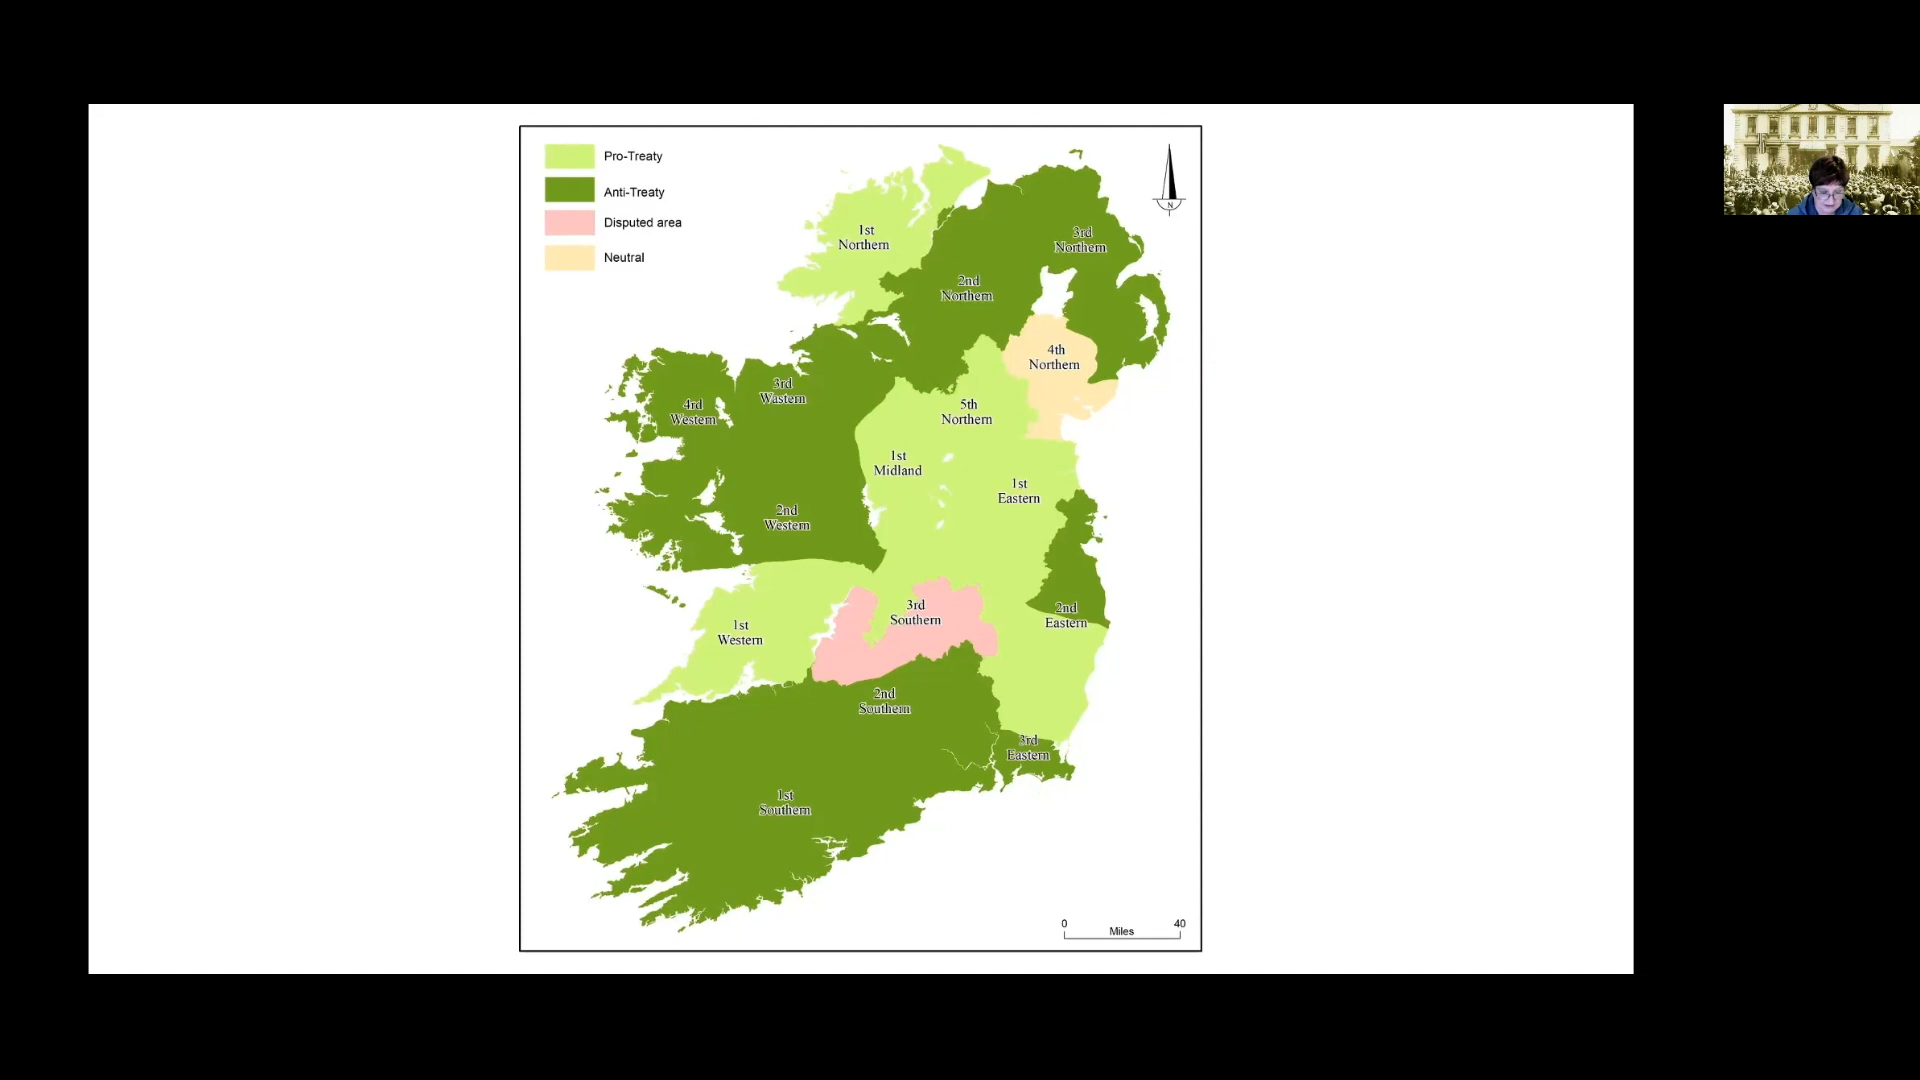 Pro-Treaty
Anti-Treaty
Disputed area
Neutral
N
1st
Northern
3rd
Northern
2nd
Northern
4th
Northern
3rd
Wastern
4rd
Western
5th
Northern
1st
Midland
1st
Eastern
2nd
Western
3rd
Southern
2nd
Eastern
1st
Western
2nd
Southern
3rd
Eastern
1st
Southern
0 40
Miles